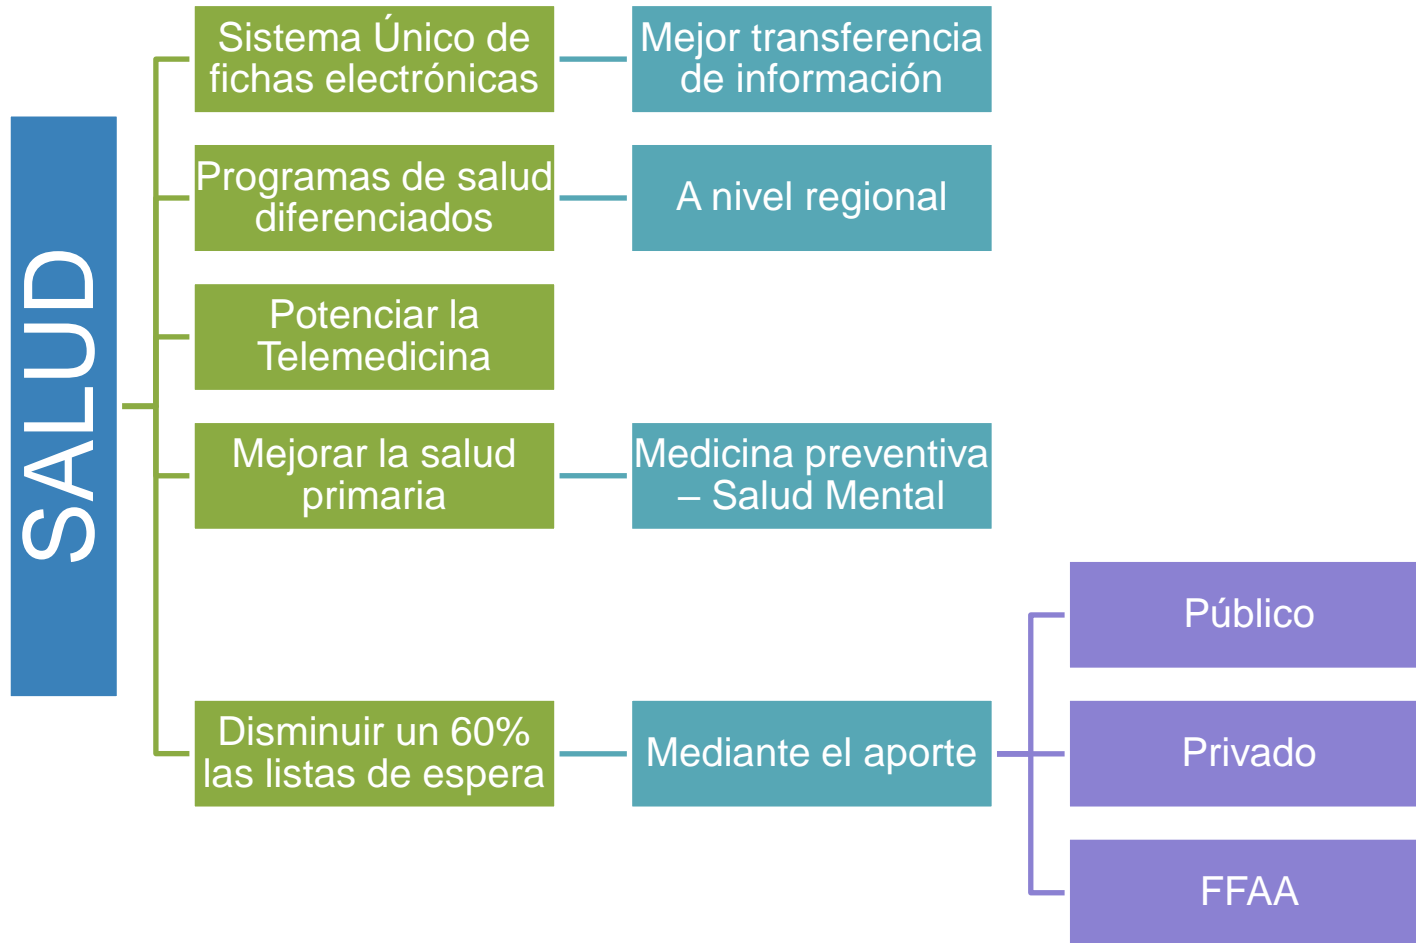 SALUD
Sistema Único de
fichas electrónicas
Mejor transferencia
de información
Programas de salud
diferenciados
A nivel regional
Potenciar la
Telemedicina
Mejorar la salud
primaria
Medicina preventiva
– Salud Mental
Disminuir un 60%
las listas de espera
Mediante el aporte
Público
Privado
FFAA